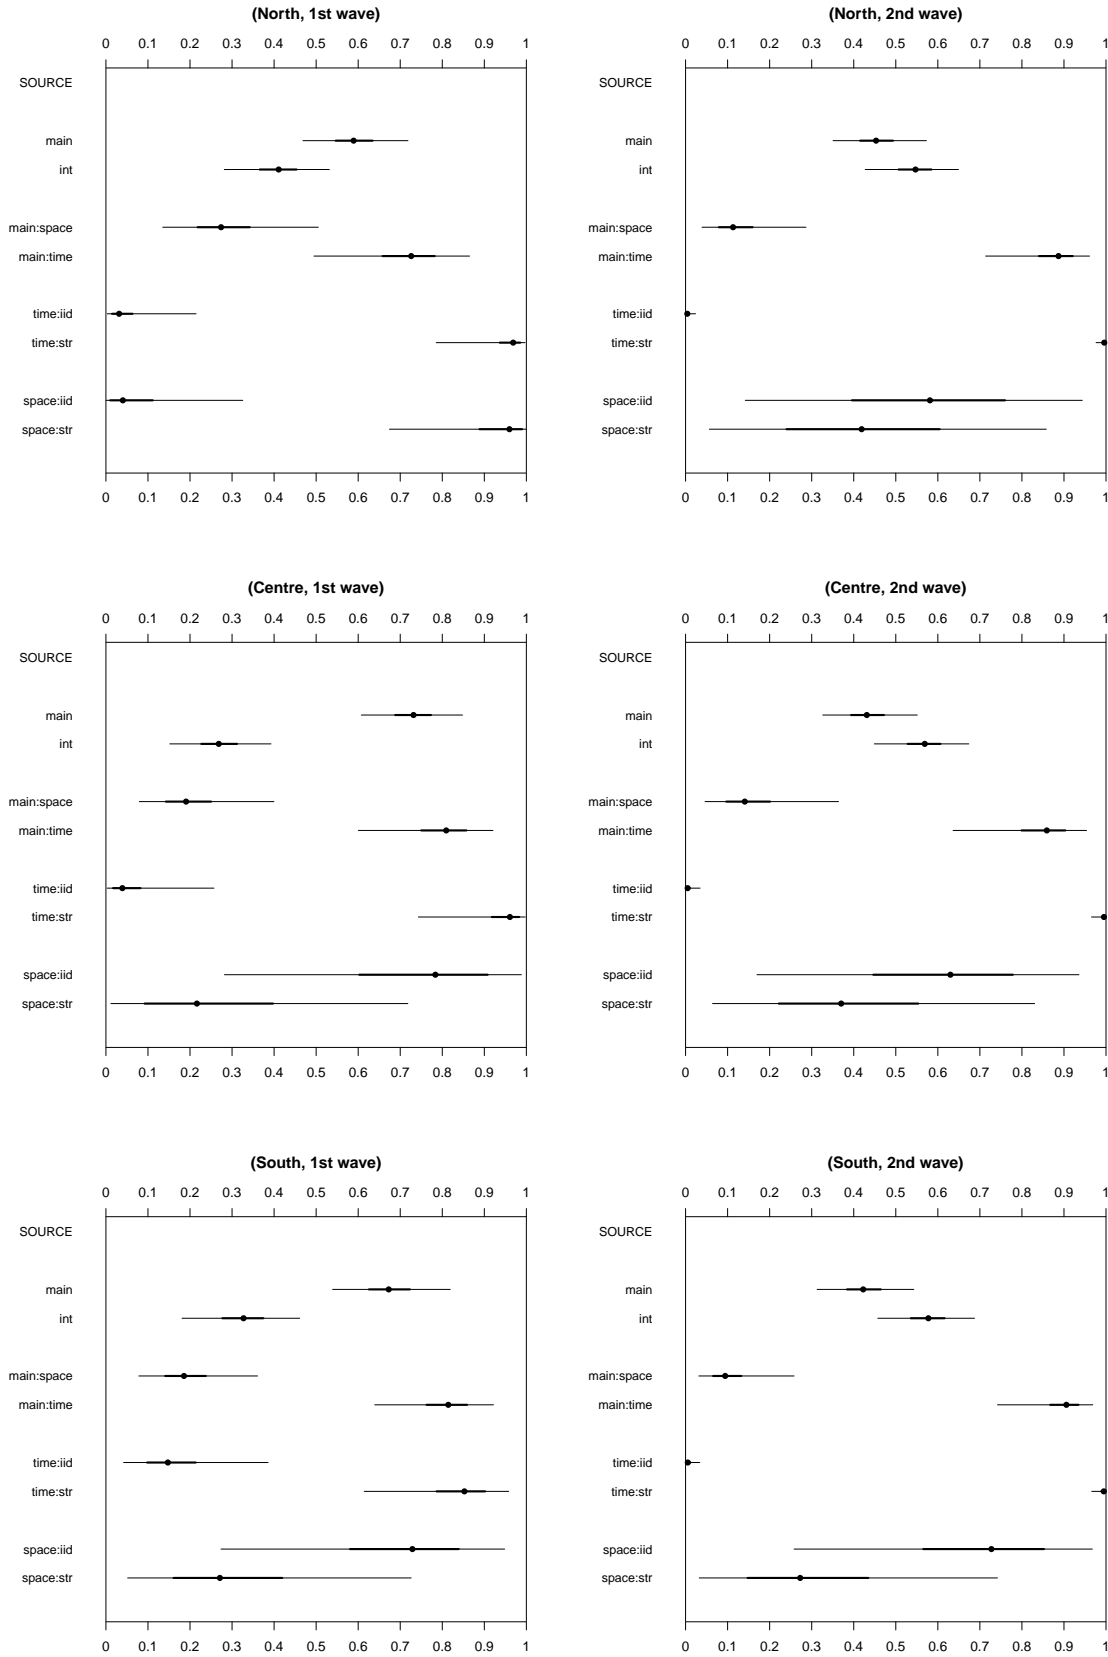 (North, 1st wave)
0 0.1 0.2 0.3 0.4 0.5 0.6 0.7 0.8 0.9 1
SOURCE
main
int
main:space
main:time
time:iid
time:str
space:iid
space:str
0 0.1 0.2 0.3 0.4 0.5 0.6 0.7 0.8 0.9 1
(North, 2nd wave)
0 0.1 0.2 0.3 0.4 0.5 0.6 0.7 0.8 0.9 1
SOURCE
main
int
main:space
main:time
time:iid
time:str
space:iid
space:str
0 0.1 0.2 0.3 0.4 0.5 0.6 0.7 0.8 0.9 1
(Centre, 1st wave)
0 0.1 0.2 0.3 0.4 0.5 0.6 0.7 0.8 0.9 1
SOURCE
main
int
main:space
main:time
time:iid
time:str
space:iid
space:str
0 0.1 0.2 0.3 0.4 0.5 0.6 0.7 0.8 0.9 1
(Centre, 2nd wave)
0 0.1 0.2 0.3 0.4 0.5 0.6 0.7 0.8 0.9 1
SOURCE
main
int
main:space
main:time
time:iid
time:str
space:iid
space:str
0 0.1 0.2 0.3 0.4 0.5 0.6 0.7 0.8 0.9 1
(South, 1st wave)
0 0.1 0.2 0.3 0.4 0.5 0.6 0.7 0.8 0.9 1
SOURCE
main
int
main:space
main:time
time:iid
time:str
space:iid
space:str
0 0.1 0.2 0.3 0.4 0.5 0.6 0.7 0.8 0.9 1
(South, 2nd wave)
0 0.1 0.2 0.3 0.4 0.5 0.6 0.7 0.8 0.9 1
SOURCE
main
int
main:space
main:time
time:iid
time:str
space:iid
space:str
0 0.1 0.2 0.3 0.4 0.5 0.6 0.7 0.8 0.9 1